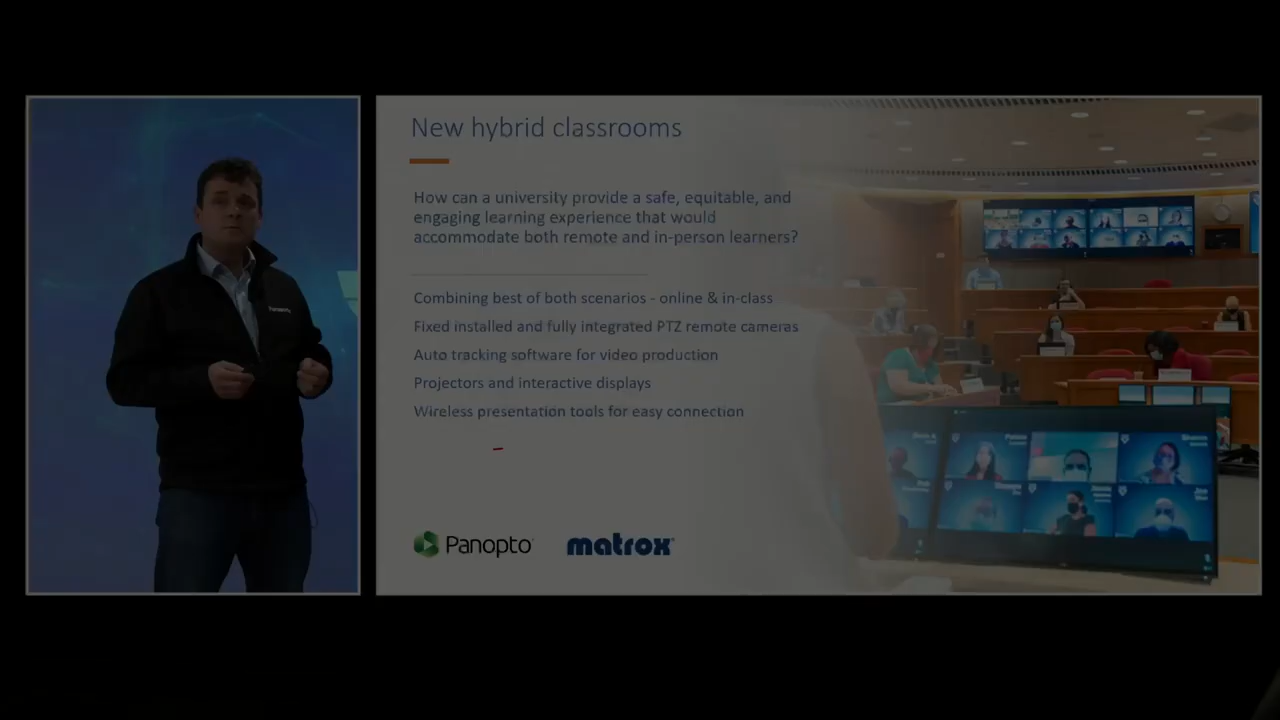 New hybrid classrooms
How can a university provide a safe, equitable, and
engaging learning experience that would
accommodate both remote and in-person learners?
Combining best of both scenarios - online & in-class
Fixed installed and fully integrated PTZ remote cameras
Auto tracking software for video production
Projectors and interactive displays
Wireless presentation tools for easy connection
Panopto
matrox